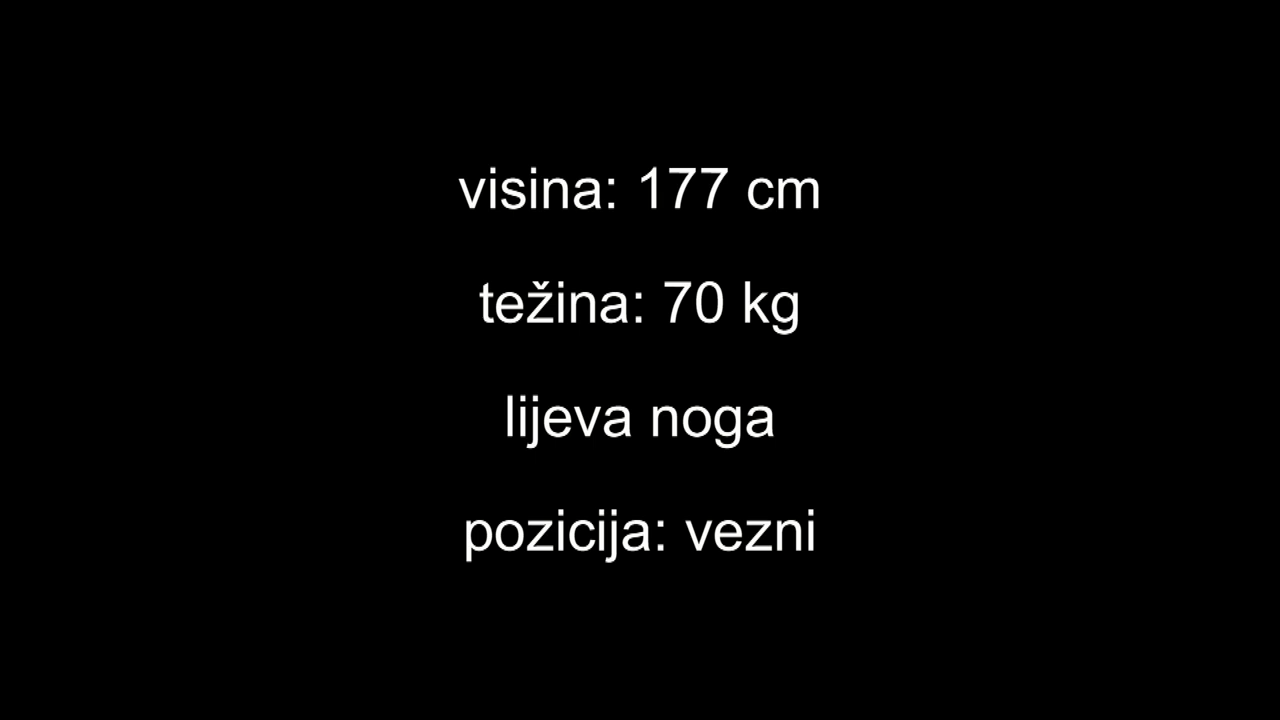 visina: 177 cm
težina: 70 kg
lijeva noga
pozicija: vezni